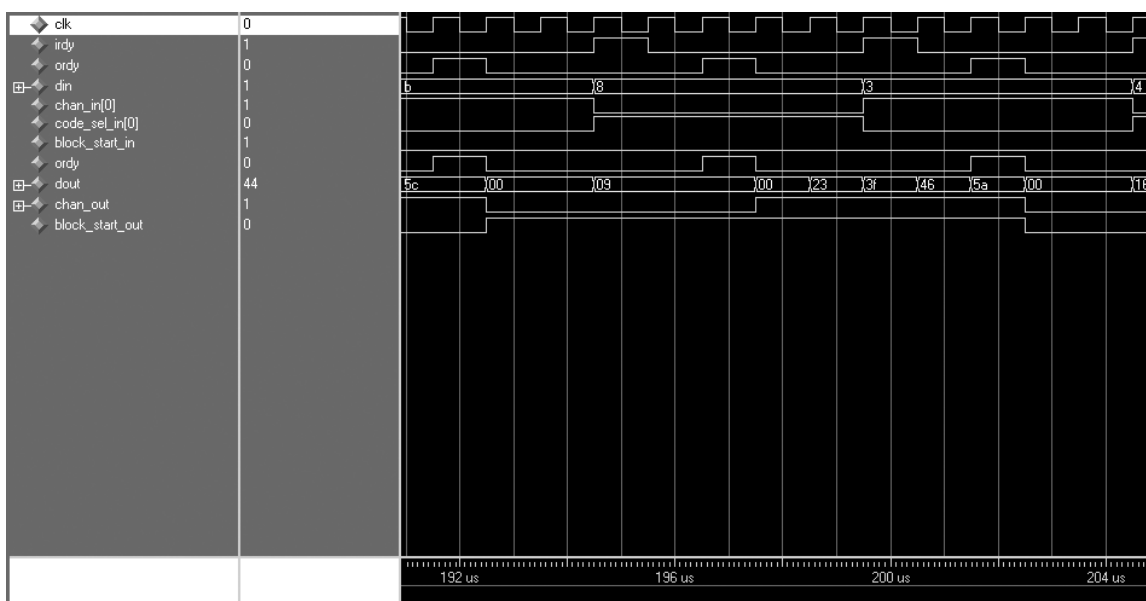 clk 0
irdy 1
ordy 0
din 1 b 8 3 4
chan_in[0] 1
code_sel_in[0] 0
block_start_in 1
ordy 0
dout 44 5c 00 09 00 23 3f 46 5a 00 16
chan_out 1
block_start_out 0
192 us 196 us 200 us 204 us